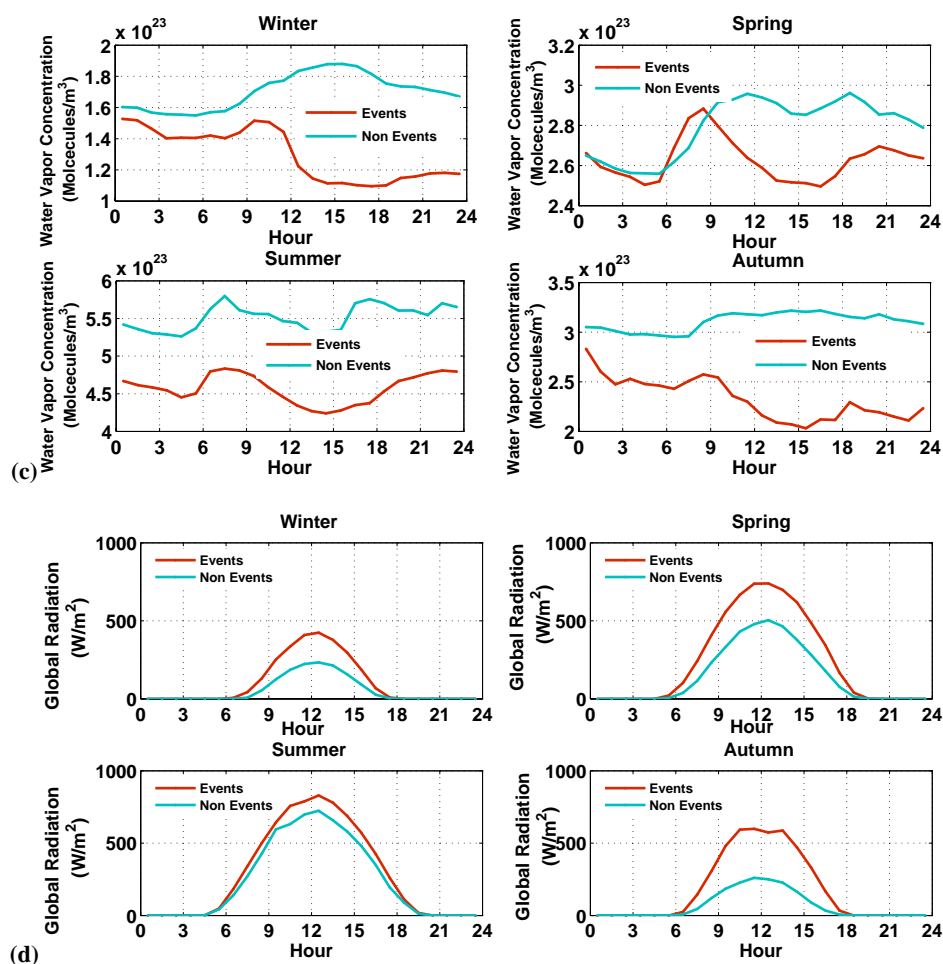 x 10^23
Winter
Water Vapor Concentration
(Molcecules/m^3)
2
1.8
1.6
1.4
1.2
1
Events
Non Events
0 3 6 9 12 15 18 21 24
Hour
x 10^23
Spring
Water Vapor Concentration
(Molcecules/m^3)
3.2
3
2.8
2.6
2.4
Events
Non Events
0 3 6 9 12 15 18 21 24
Hour
x 10^23
Summer
Water Vapor Concentration
(Molcecules/m^3)
6
5.5
5
4.5
4
Events
Non Events
0 3 6 9 12 15 18 21 24
Hour
x 10^23
Autumn
Water Vapor Concentration
(Molcecules/m^3)
3.5
3
2.5
2
Events
Non Events
0 3 6 9 12 15 18 21 24
Hour
(c)
Winter
Global Radiation
(W/m^2)
1000
500
0
Events
Non Events
0 3 6 9 12 15 18 21 24
Hour
Spring
Global Radiation
(W/m^2)
1000
500
0
Events
Non Events
0 3 6 9 12 15 18 21 24
Hour
Summer
Global Radiation
(W/m^2)
1000
500
0
Events
Non Events
0 3 6 9 12 15 18 21 24
Hour
Autumn
Global Radiation
(W/m^2)
1000
500
0
Events
Non Events
0 3 6 9 12 15 18 21 24
Hour
(d)